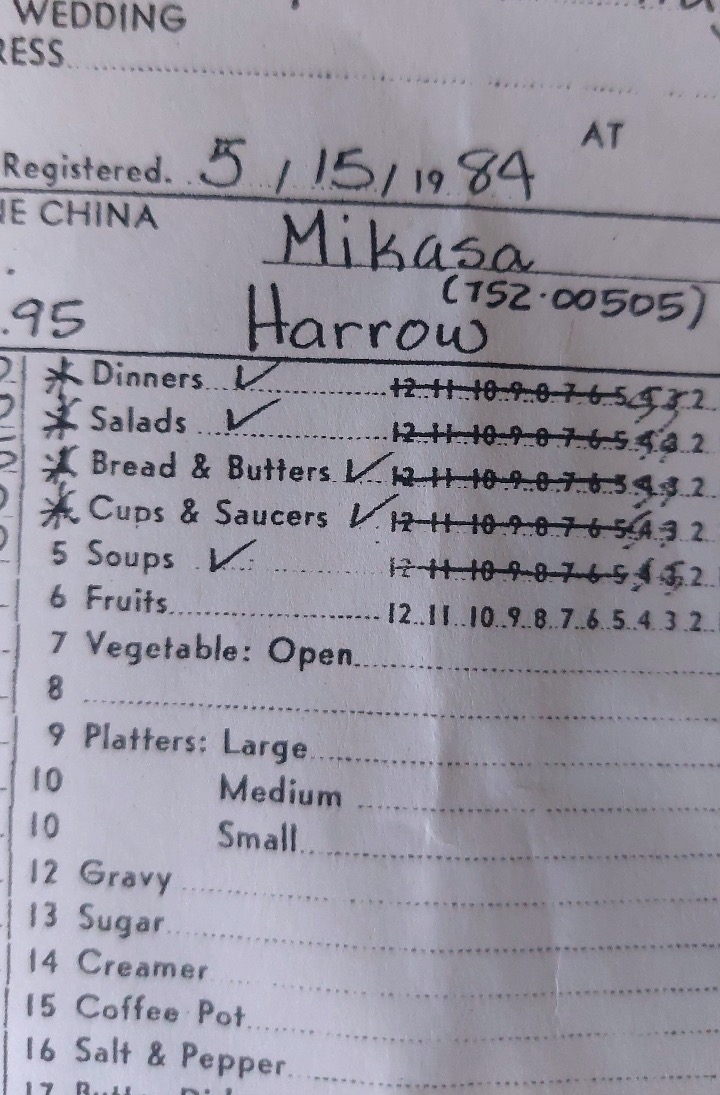 WEDDING
RESS
AT
Registered. 5 / 15 / 19 84
NE CHINA
Mikasa
(752.00505)
.95 Harrow
* Dinners ✓ 12..11..10..9..8..7..6..5..4..3..2..
* Salads ✓ 12..11..10..9..8..7..6..5..4..3..2..
* Bread & Butters ✓ 12..11..10..9..8..7..6..5..4..3..2..
* Cups & Saucers ✓ 12..11..10..9..8..7..6..5..4..3..2..
5 Soups ✓ 12..11..10..9..8..7..6..5..4..3..2..
6 Fruits 12..11..10..9..8..7..6..5..4..3..2..
7 Vegetable: Open
8
9 Platters: Large
10 Medium
10 Small
12 Gravy
13 Sugar
14 Creamer
15 Coffee Pot
16 Salt & Pepper
17